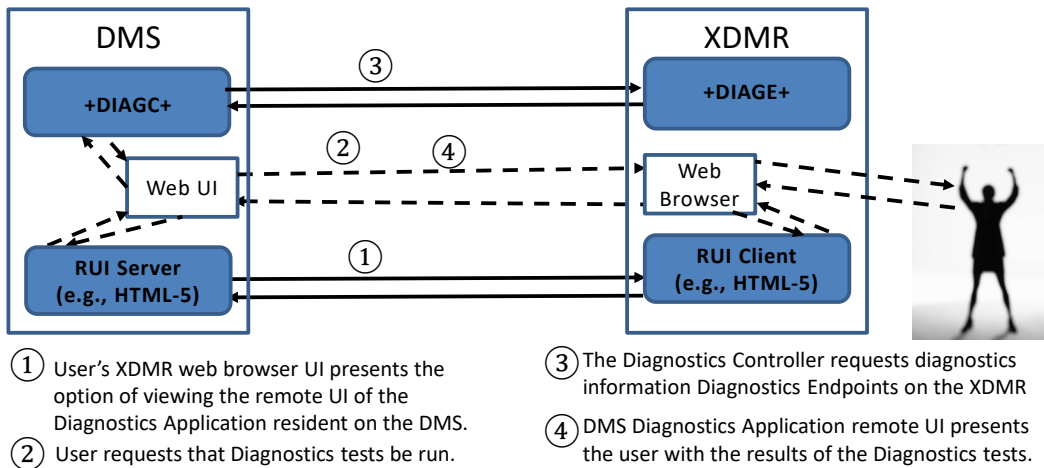 DMS
XDMR
③
+DIAGC+
+DIAGE+
②
④
Web UI
Web
Browser
①
RUI Server
(e.g., HTML-5)
RUI Client
(e.g., HTML-5)
① User's XDMR web browser UI presents the
option of viewing the remote UI of the
Diagnostics Application resident on the DMS.
② User requests that Diagnostics tests be run.
③ The Diagnostics Controller requests diagnostics
information Diagnostics Endpoints on the XDMR
④ DMS Diagnostics Application remote UI presents
the user with the results of the Diagnostics tests.